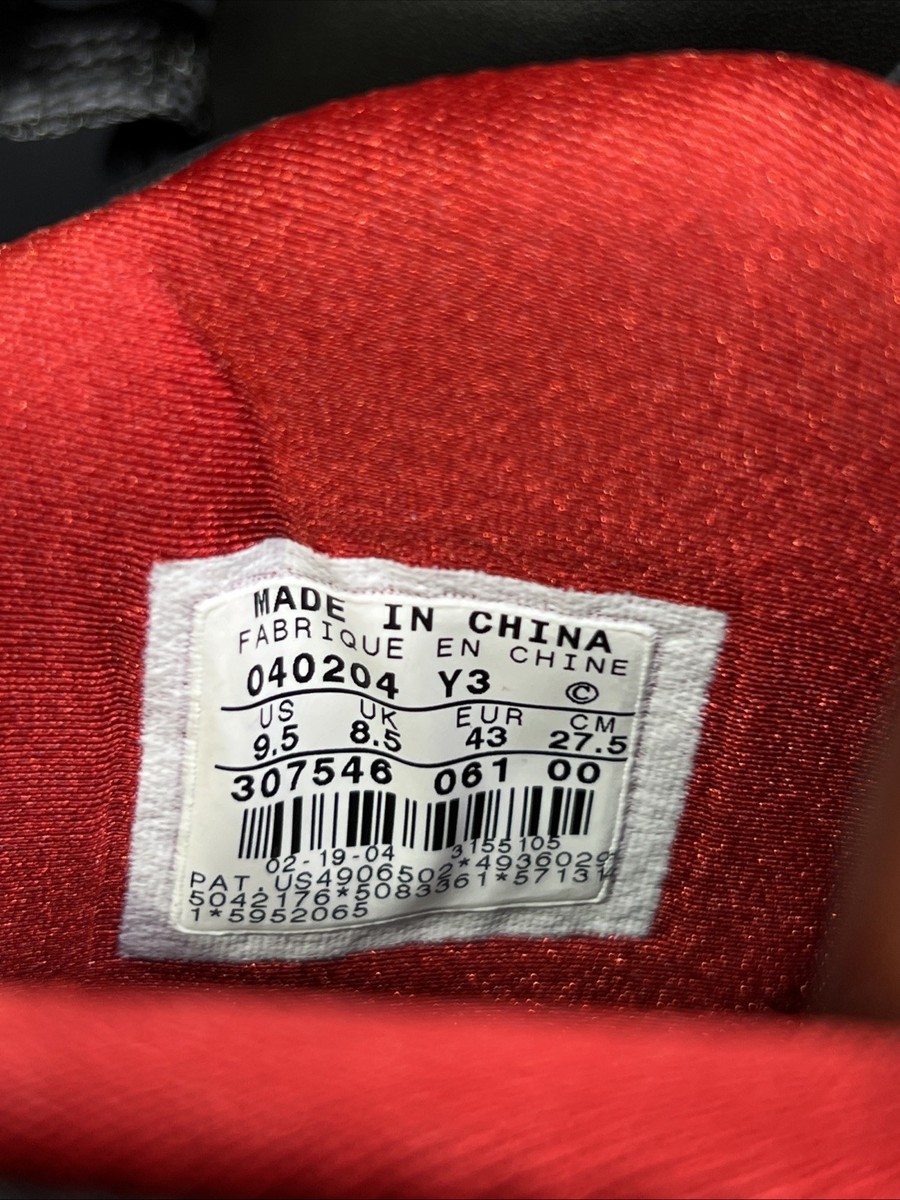 MADE IN CHINA
FABRIQUE EN CHINE
040204 Y3 ©
US UK EUR CM
9.5 8.5 43 27.5
307546 061 00
02-19-04 3155105
PAT.US4906502*4936029
5042176*5083361*57131
1*5952065